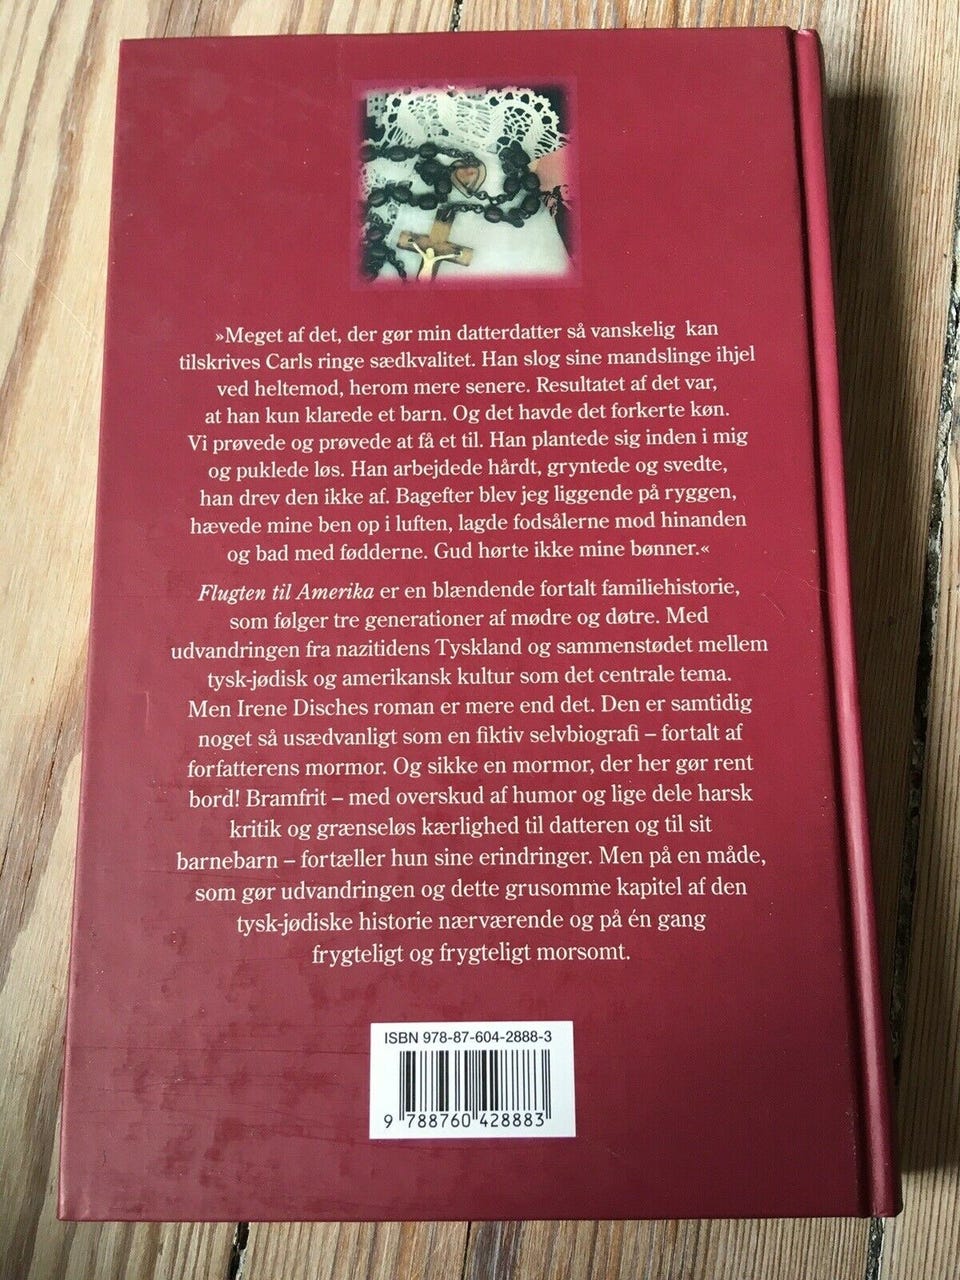 »Meget af det, der gør min datterdatter så vanskelig kan
tilskrives Carls ringe sædkvalitet. Han slog sine mandslinge ihjel
ved heltemod, herom mere senere. Resultatet af det var,
at han kun klarede et barn. Og det havde det forkerte køn.
Vi prøvede og prøvede at få et til. Han plantede sig inden i mig
og puklede løs. Han arbejdede hårdt, gryntede og svedte,
han drev den ikke af. Bagefter blev jeg liggende på ryggen,
hævede mine ben op i luften, lagde fodsålerne mod hinanden
og bad med fødderne. Gud hørte ikke mine bønner.«
Flugten til Amerika er en blændende fortalt familiehistorie,
som følger tre generationer af mødre og døtre. Med
udvandringen fra nazitidens Tyskland og sammenstødet mellem
tysk-jødisk og amerikansk kultur som det centrale tema.
Men Irene Disches roman er mere end det. Den er samtidig
noget så usædvanligt som en fiktiv selvbiografi – fortalt af
forfatterens mormor. Og sikke en mormor, der her gør rent
bord! Bramfrit – med overskud af humor og lige dele harsk
kritik og grænseløs kærlighed til datteren og til sit
barnebarn – fortæller hun sine erindringer. Men på en måde,
som gør udvandringen og dette grusomme kapitel af den
tysk-jødiske historie nærværende og på én gang
frygteligt og frygteligt morsomt.
ISBN 978-87-604-2888-3
9 788760 428883